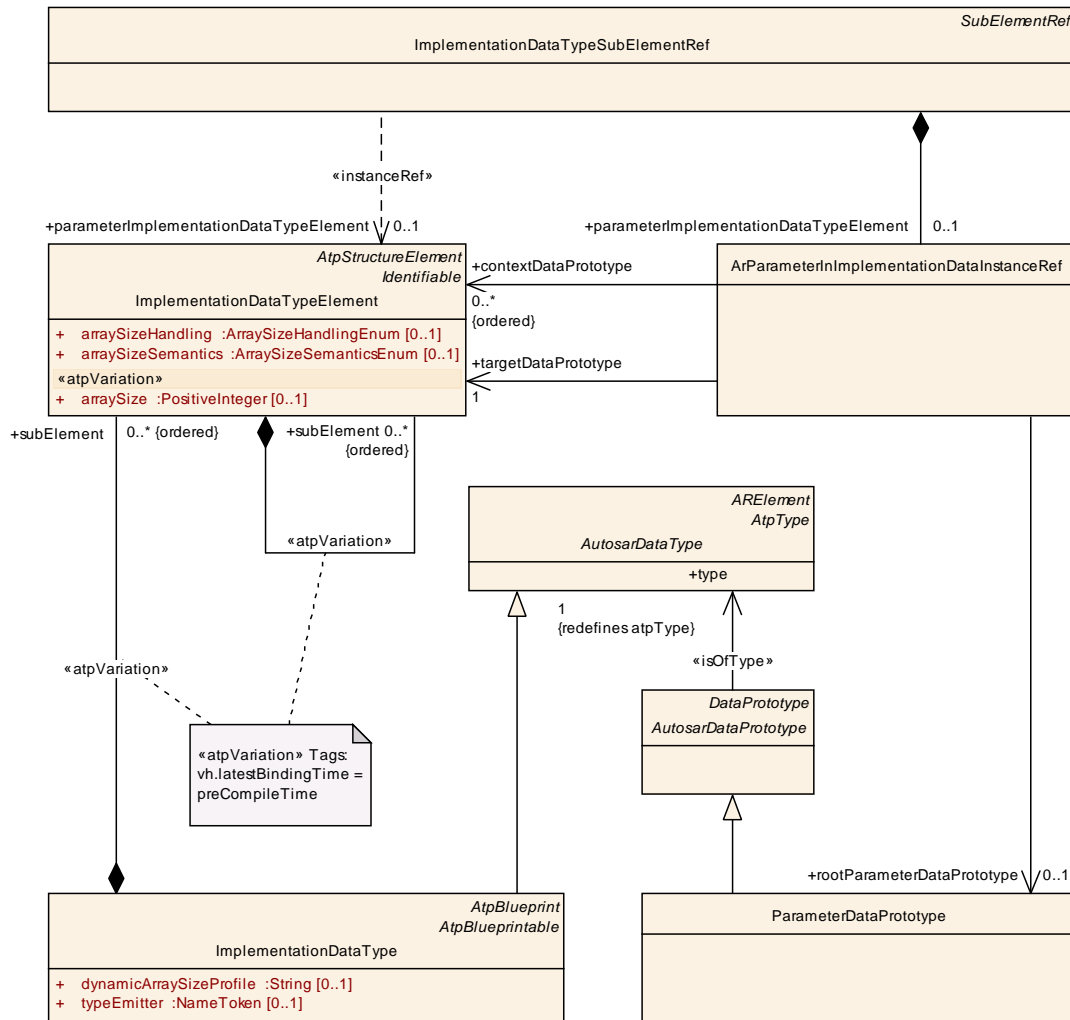 SubElementRef
ImplementationDataTypeSubElementRef
«instanceRef»
+parameterImplementationDataTypeElement 0..1
+parameterImplementationDataTypeElement 0..1
AtpStructureElement
Identifiable
ImplementationDataTypeElement
+ arraySizeHandling :ArraySizeHandlingEnum [0..1]
+ arraySizeSemantics :ArraySizeSemanticsEnum [0..1]
«atpVariation»
+ arraySize :PositiveInteger [0..1]
+contextDataPrototype
0..*
{ordered}
+targetDataPrototype
1
ArParameterInImplementationDataInstanceRef
+subElement 0..* {ordered}
+subElement 0..*
{ordered}
«atpVariation»
ARElement
AtpType
AutosarDataType
+type
1
{redefines atpType}
«isOfType»
«atpVariation»
DataPrototype
AutosarDataPrototype
«atpVariation» Tags:
vh.latestBindingTime =
preCompileTime
+rootParameterDataPrototype 0..1
AtpBlueprint
AtpBlueprintable
ImplementationDataType
+ dynamicArraySizeProfile :String [0..1]
+ typeEmitter :NameToken [0..1]
ParameterDataPrototype